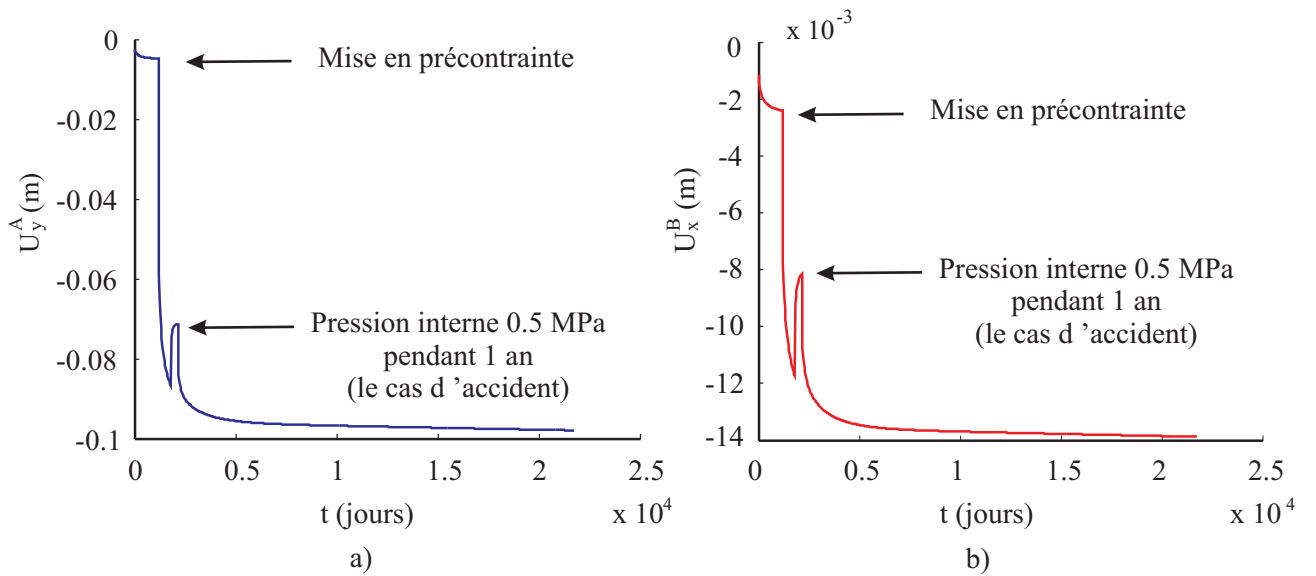 0
-0.02
-0.04
-0.06
-0.08
-0.1
U_y^A (m)
Mise en précontrainte
Pression interne 0.5 MPa
pendant 1 an
(le cas d ’accident)
0 0.5 1 1.5 2 2.5
x 10^4
t (jours)
a)
x 10^-3
0
-2
-4
-6
-8
-10
-12
-14
U_x^B (m)
Mise en précontrainte
Pression interne 0.5 MPa
pendant 1 an
(le cas d ’accident)
0 0.5 1 1.5 2 2.5
x 10^4
t (jours)
b)